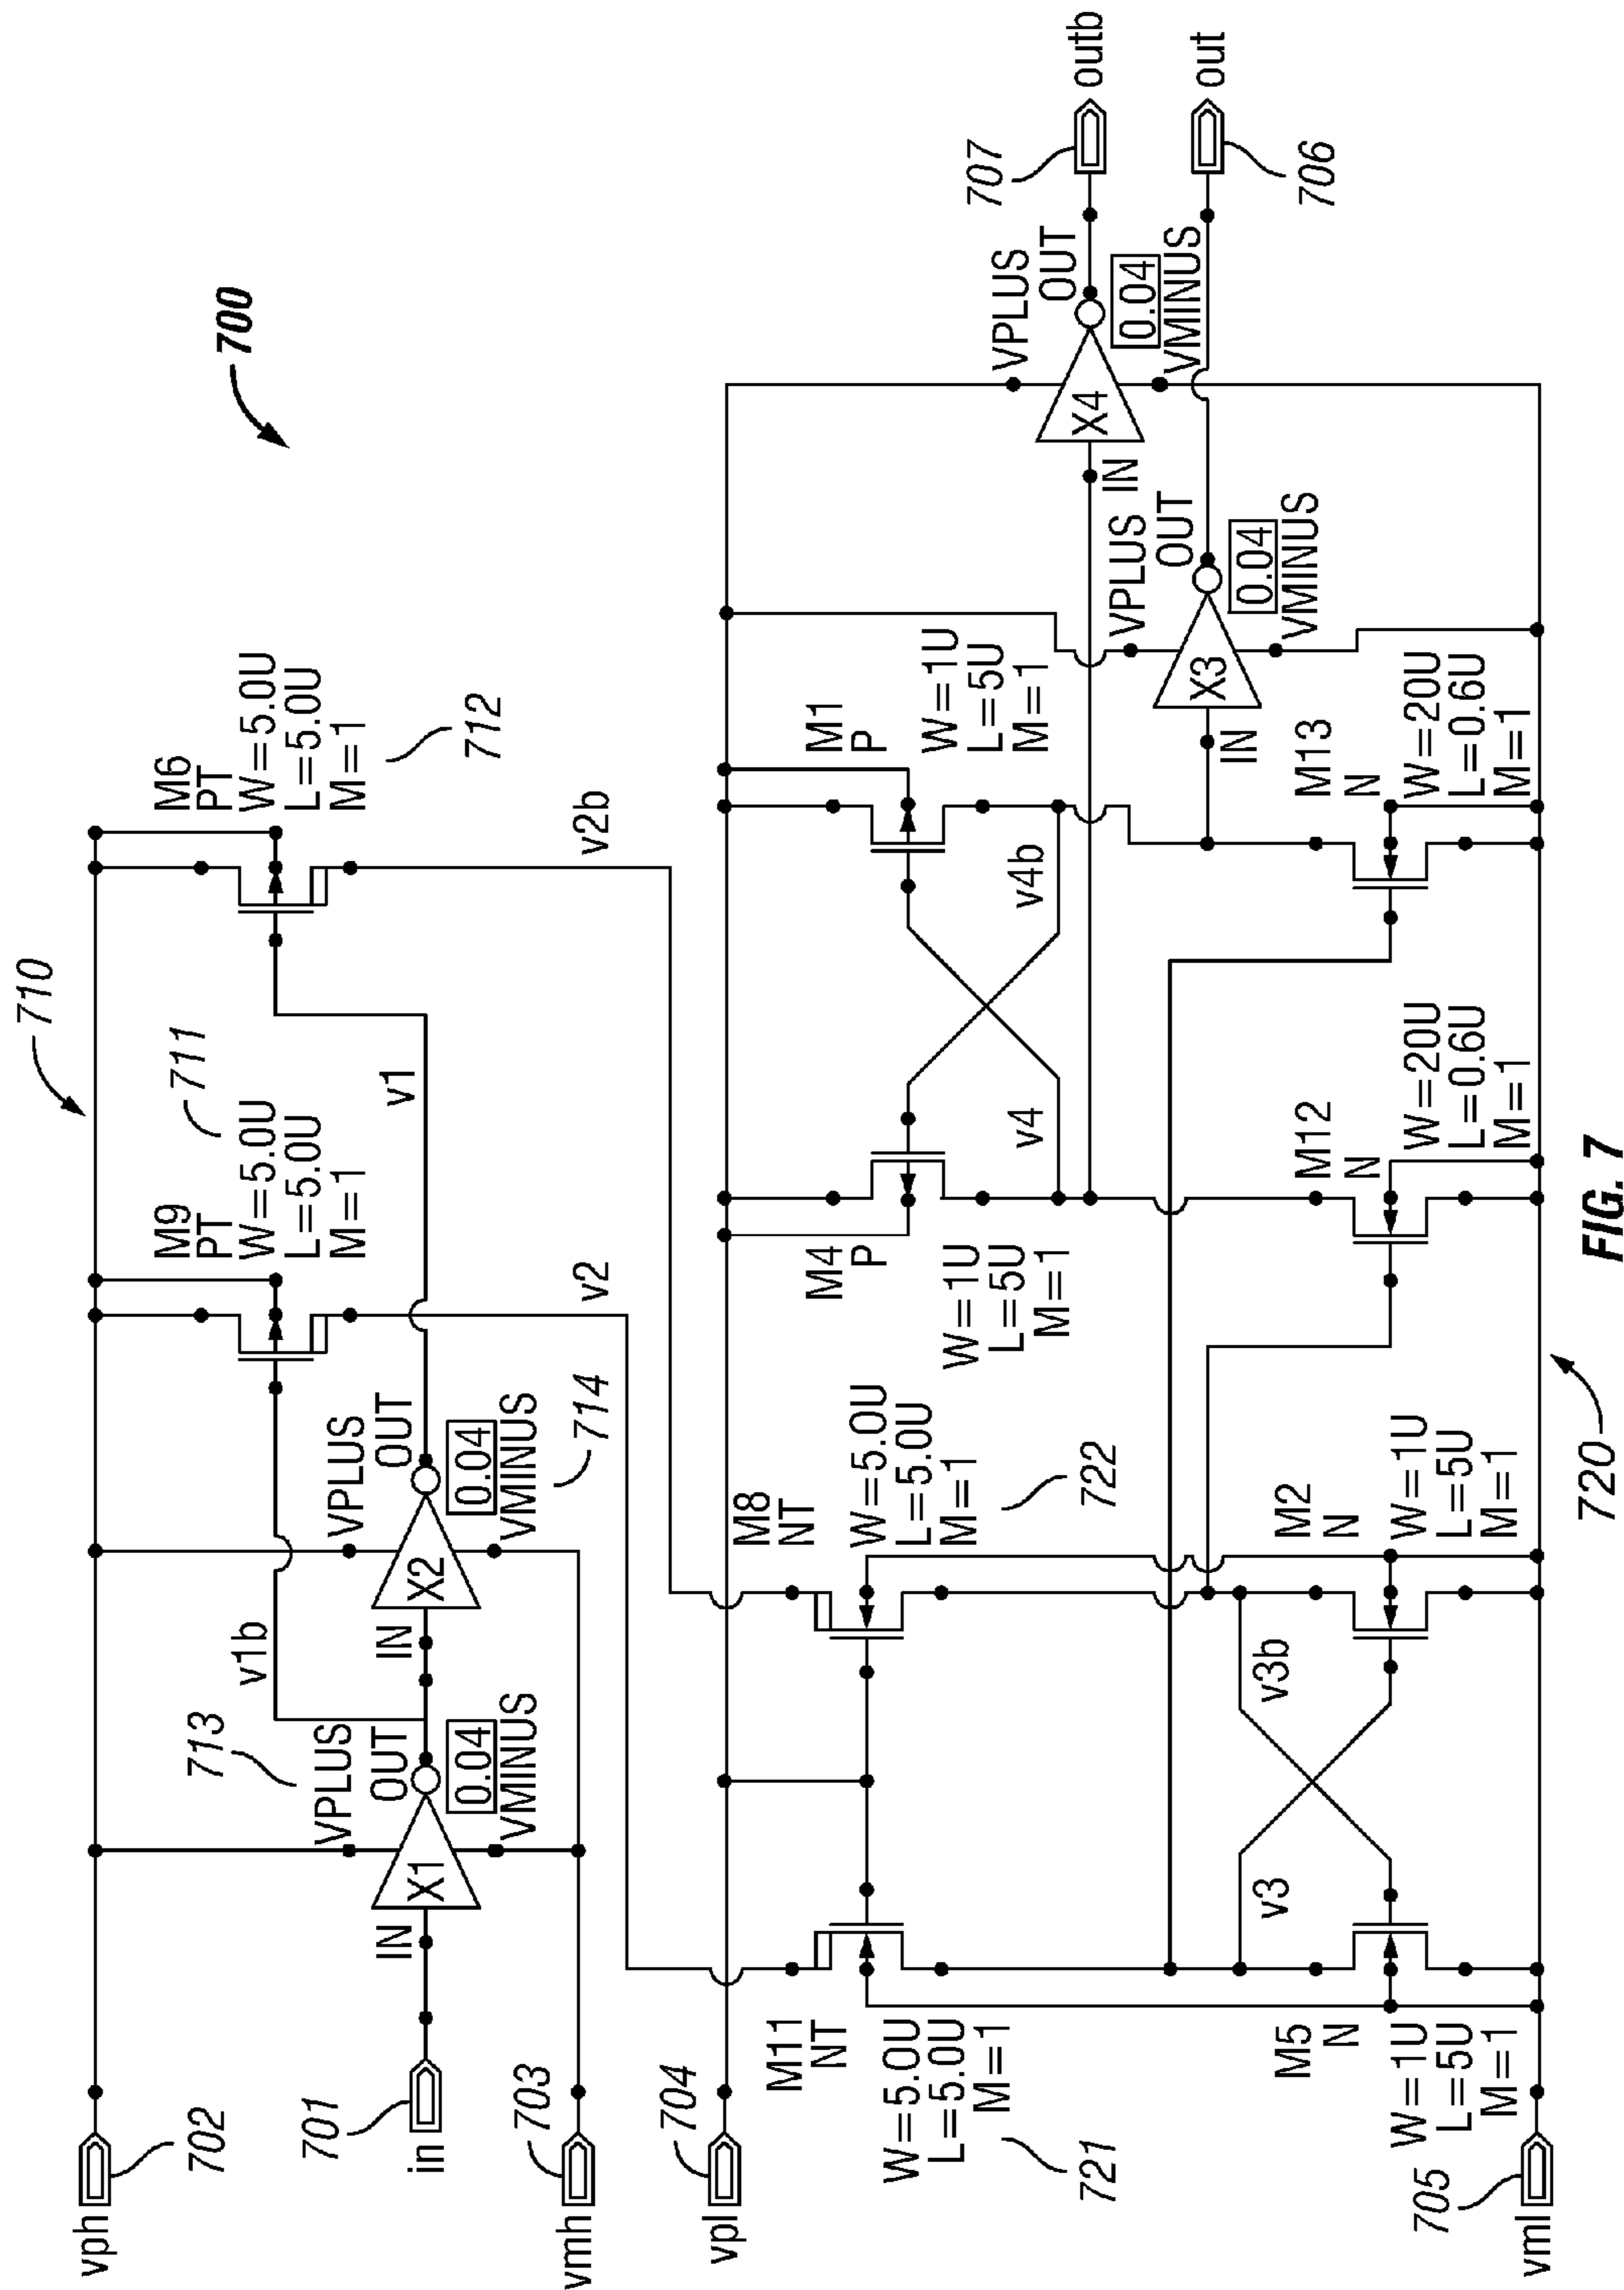 700
710
vph
702
in
701
vmh
703
vpl
704
vml
705
IN
X1
VPLUS
OUT
0.04
VMINUS
713
v1b
IN
X2
VPLUS
OUT
0.04
VMINUS
714
M9
PT
W=5.0U
L=5.0U
M=1
711
v1
v2
M6
PT
W=5.0U
L=5.0U
M=1
712
v2b
M11
NT
W=5.0U
L=5.0U
M=1
721
M8
NT
W=5.0U
L=5.0U
M=1
722
M5
N
W=1U
L=5U
M=1
v3
v3b
M2
N
W=1U
L=5U
M=1
M4
P
W=1U
L=5U
M=1
v4
v4b
M1
P
W=1U
L=5U
M=1
M12
N
W=20U
L=0.6U
M=1
M13
N
W=20U
L=0.6U
M=1
IN
X3
VPLUS
OUT
0.04
VMINUS
IN
X4
VPLUS
OUT
0.04
VMINUS
707
outb
out
706
720
FIG. 7